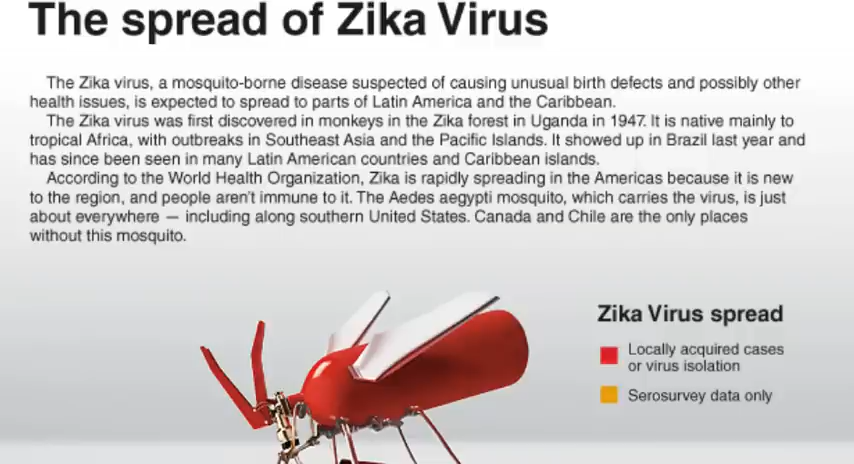 The spread of Zika Virus
The Zika virus, a mosquito-borne disease suspected of causing unusual birth defects and possibly other
health issues, is expected to spread to parts of Latin America and the Caribbean.
The Zika virus was first discovered in monkeys in the Zika forest in Uganda in 1947. It is native mainly to
tropical Africa, with outbreaks in Southeast Asia and the Pacific Islands. It showed up in Brazil last year and
has since been seen in many Latin American countries and Caribbean islands.
According to the World Health Organization, Zika is rapidly spreading in the Americas because it is new
to the region, and people aren't immune to it. The Aedes aegypti mosquito, which carries the virus, is just
about everywhere — including along southern United States. Canada and Chile are the only places
without this mosquito.
Zika Virus spread
Locally acquired cases
or virus isolation
Serosurvey data only